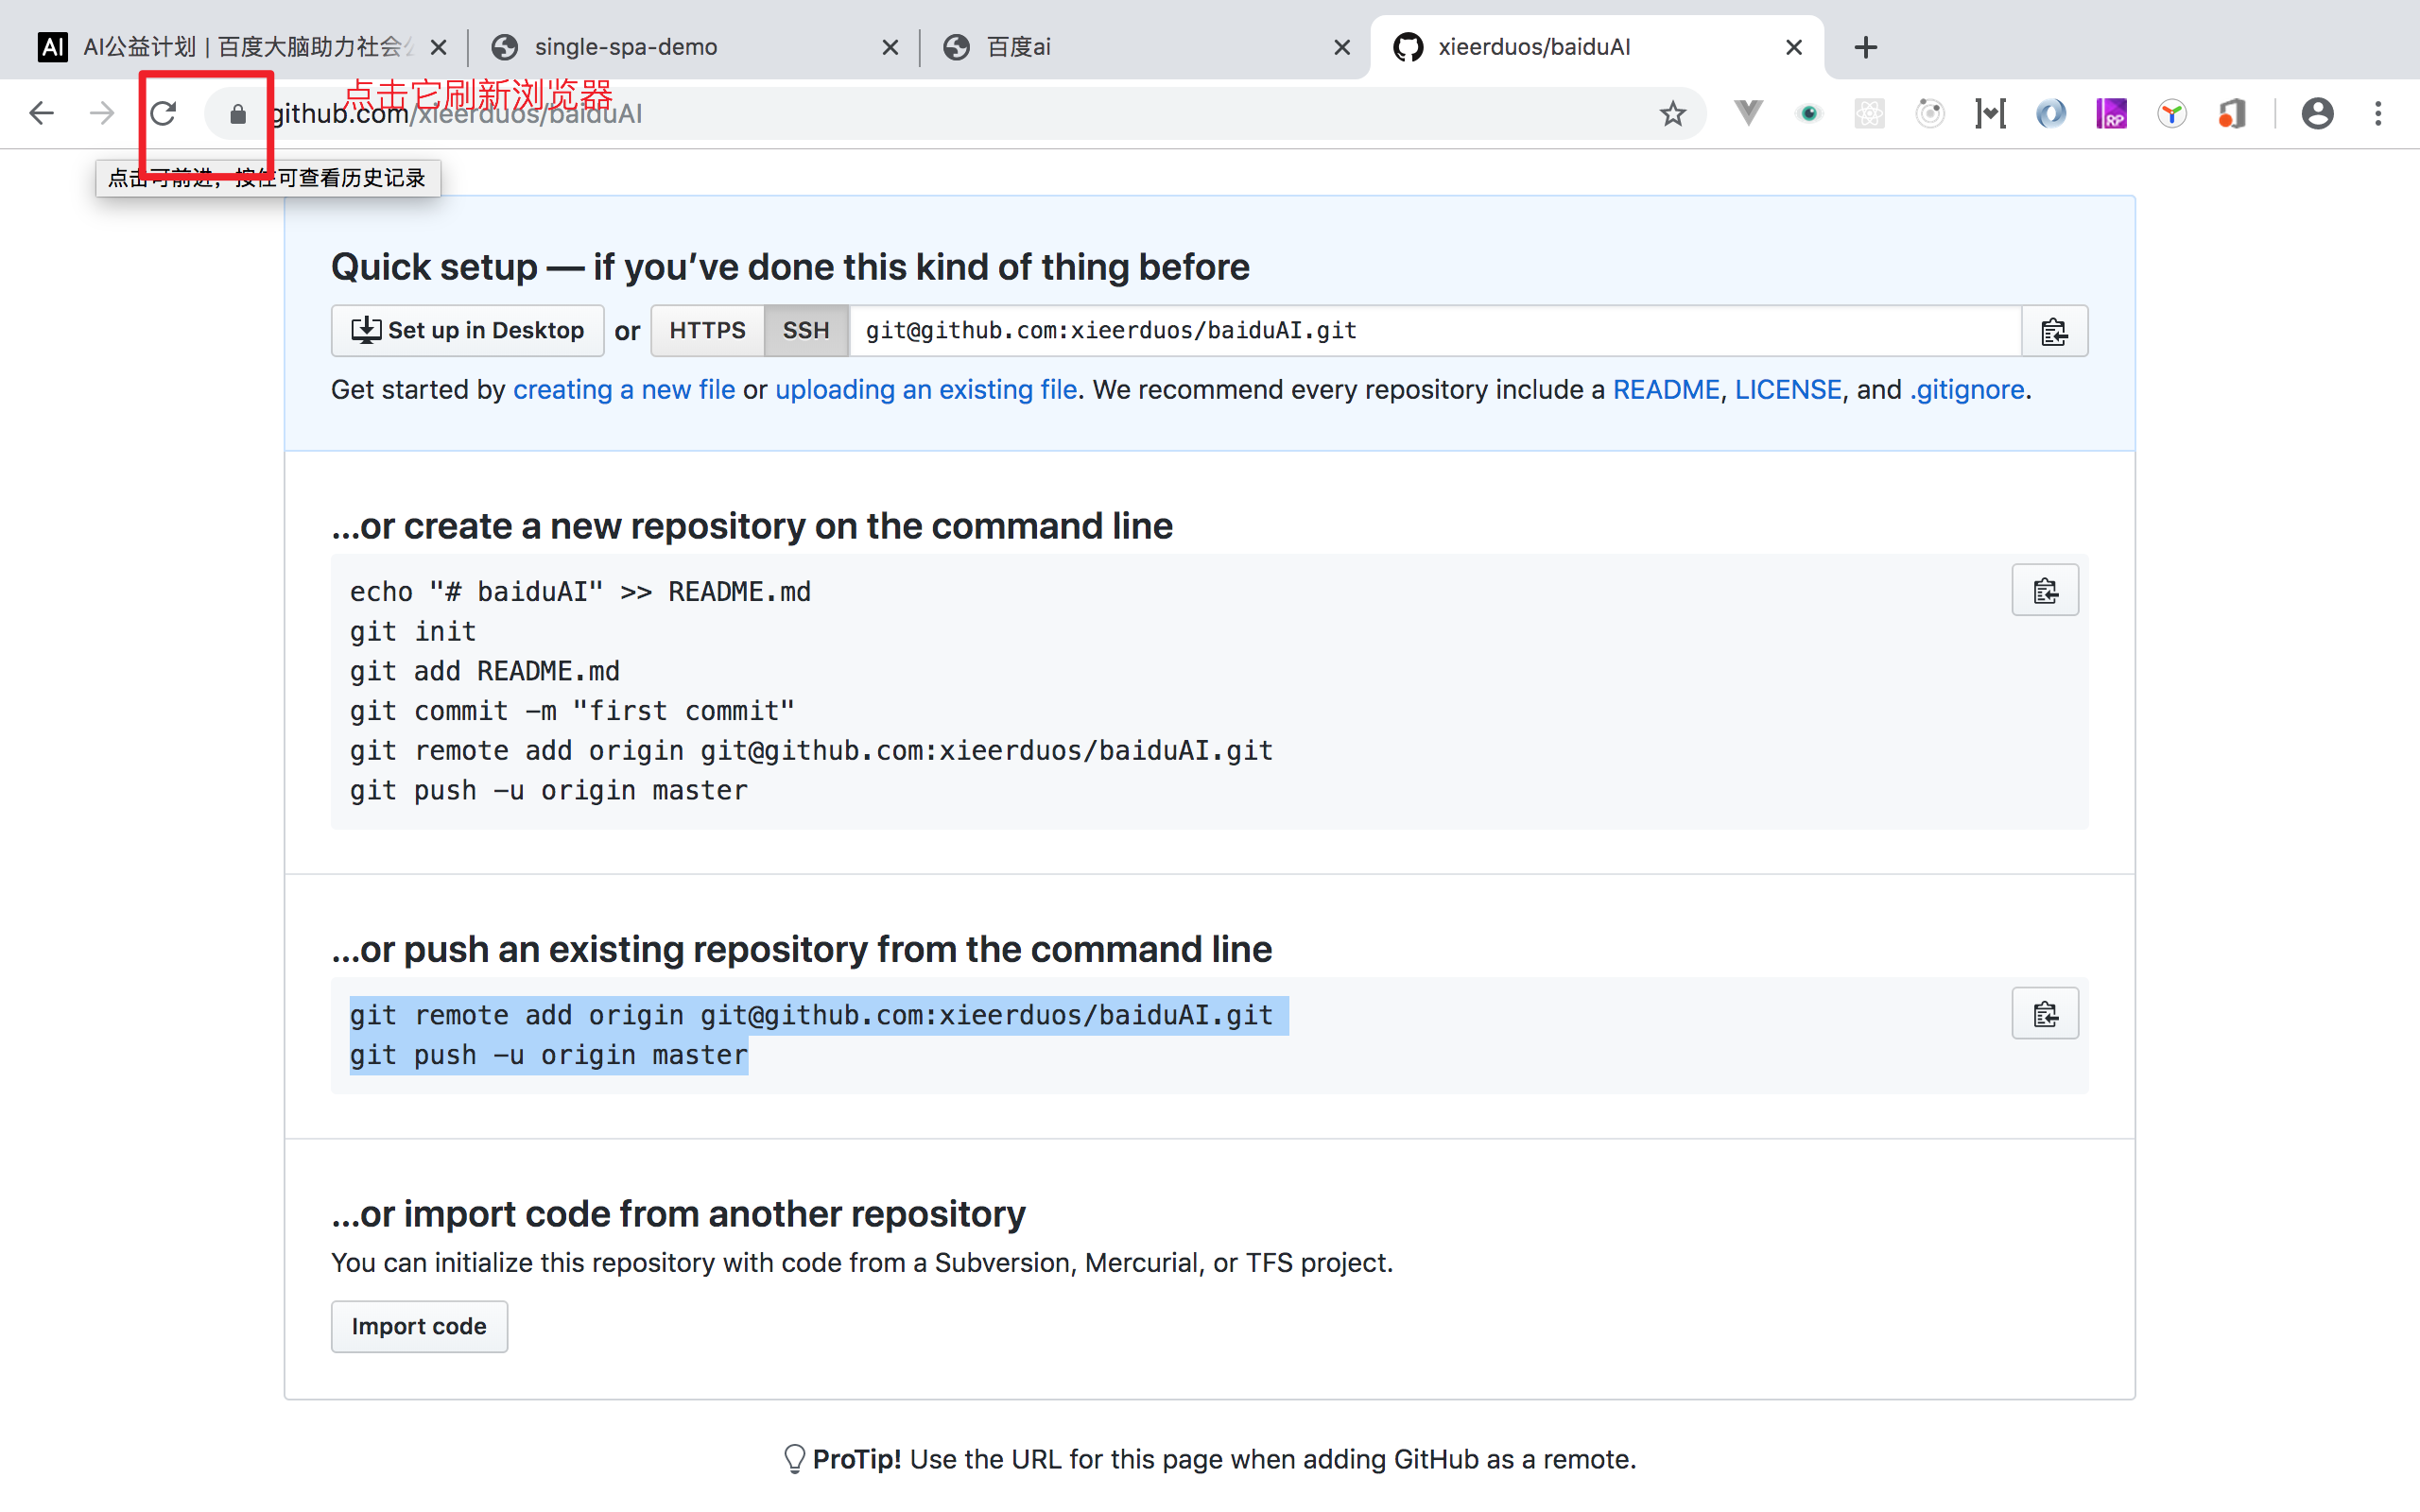 AI公益计划 | 百度大脑助力社会
single-spa-demo
百度ai
xieerduos/baiduAI
点击它刷新浏览器
github.com/xieerduos/baiduAI
点击可前进，按住可查看历史记录
Quick setup — if you’ve done this kind of thing before
Set up in Desktop or HTTPS SSH git@github.com:xieerduos/baiduAI.git
Get started by creating a new file or uploading an existing file. We recommend every repository include a README, LICENSE, and .gitignore.
…or create a new repository on the command line
echo "# baiduAI" >> README.md
git init
git add README.md
git commit -m "first commit"
git remote add origin git@github.com:xieerduos/baiduAI.git
git push -u origin master
…or push an existing repository from the command line
git remote add origin git@github.com:xieerduos/baiduAI.git
git push -u origin master
…or import code from another repository
You can initialize this repository with code from a Subversion, Mercurial, or TFS project.
Import code
ProTip! Use the URL for this page when adding GitHub as a remote.